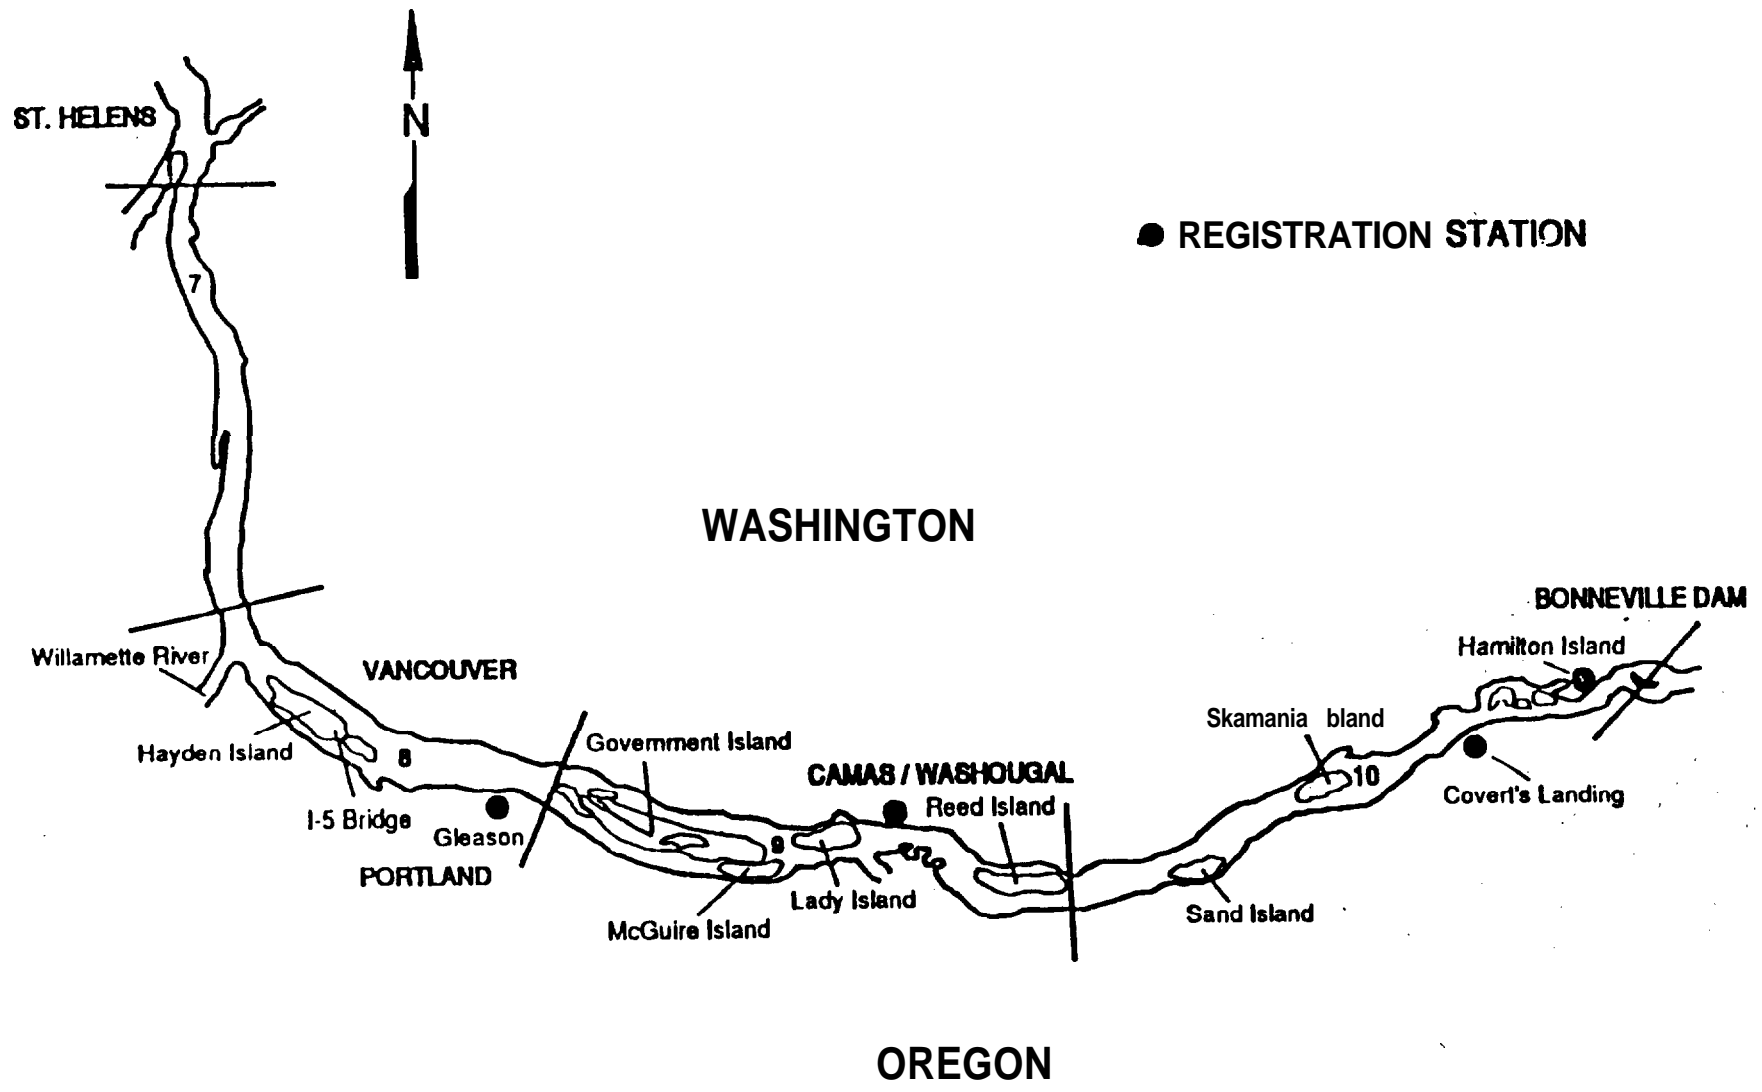 N
ST. HELENS
REGISTRATION STATION
7
WASHINGTON
BONNEVILLE DAM
Hamilton Island
Willamette River
VANCOUVER
Skamania bland
Hayden Island
8
Government Island
CAMAS / WASHOUGAL
10
Reed Island
Covert's Landing
I-5 Bridge
Gleason
9
PORTLAND
Lady Island
Sand Island
McGuire Island
OREGON